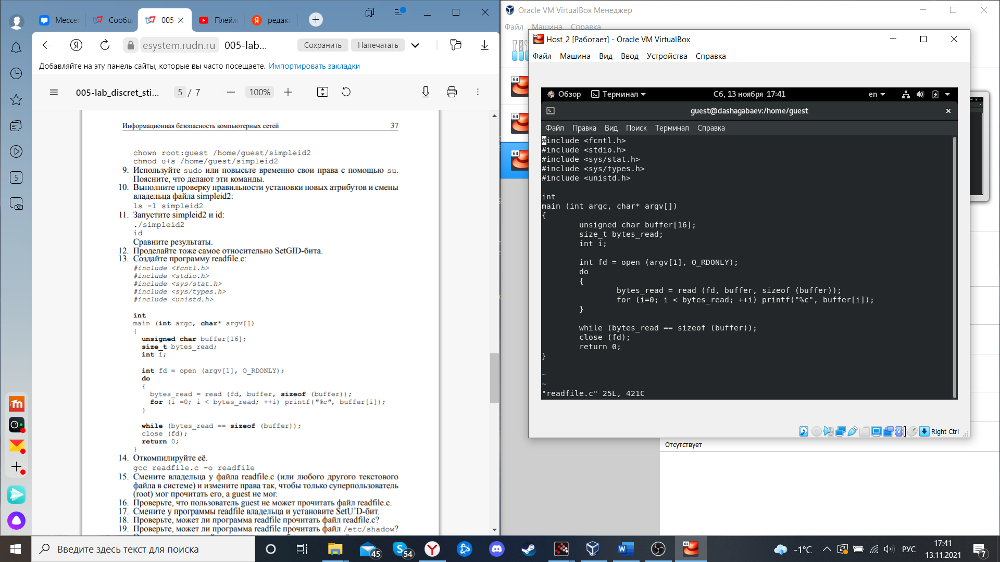 Мессе
Сообщ
005
Плейл
редакт
esystem.rudn.ru
005-lab...
Сохранить
Напечатать
Добавляйте на эту панель сайты, которые вы часто посещаете. Импортировать закладки
005-lab_discret_sti...
5 / 7
100%
5
Информационная безопасность компьютерных сетей 37
chown root:guest /home/guest/simpleid2
chmod u+s /home/guest/simpleid2
9. Используйте sudo или повысьте временно свои права с помощью su.
Поясните, что делают эти команды.
10. Выполните проверку правильности установки новых атрибутов и смены
владельца файла simpleid2:
ls -l simpleid2
11. Запустите simpleid2 и id:
./simpleid2
id
Сравните результаты.
12. Проделайте тоже самое относительно SetGID-бита.
13. Создайте программу readfile.c:
#include <fcntl.h>
#include <stdio.h>
#include <sys/stat.h>
#include <sys/types.h>
#include <unistd.h>
int
main (int argc, char* argv[])
{
unsigned char buffer[16];
size_t bytes_read;
int i;
int fd = open (argv[1], O_RDONLY);
do
{
bytes_read = read (fd, buffer, sizeof (buffer));
for (i =0; i < bytes_read; ++i) printf("%c", buffer[i]);
}
while (bytes_read == sizeof (buffer));
close (fd);
return 0;
}
14. Откомпилируйте её.
gcc readfile.c -o readfile
15. Смените владельца у файла readfile.c (или любого другого текстового
файла в системе) и измените права так, чтобы только суперпользователь
(root) мог прочитать его, а guest не мог.
16. Проверьте, что пользователь guest не может прочитать файл readfile.c.
17. Смените у программы readfile владельца и установите SetU’D-бит.
18. Проверьте, может ли программа readfile прочитать файл readfile.c?
19. Проверьте, может ли программа readfile прочитать файл /etc/shadow?
Oracle VM VirtualBox Менеджер
Файл Машина Справка
64
64
64
Host_2 [Работает] - Oracle VM VirtualBox
Файл Машина Вид Ввод Устройства Справка
Обзор Терминал Сб, 13 ноября 17:41 en
guest@dashagabaev:/home/guest
Файл Правка Вид Поиск Терминал Справка
#include <fcntl.h>
#include <stdio.h>
#include <sys/stat.h>
#include <sys/types.h>
#include <unistd.h>
int
main (int argc, char* argv[])
{
unsigned char buffer[16];
size_t bytes_read;
int i;
int fd = open (argv[1], O_RDONLY);
do
{
bytes_read = read (fd, buffer, sizeof (buffer));
for (i=0; i < bytes_read; ++i) printf("%c", buffer[i]);
}
while (bytes_read == sizeof (buffer));
close (fd);
return 0;
}
~
~
"readfile.c" 25L, 421C
Right Ctrl
Отсутствует
Введите здесь текст для поиска
45
54
64
-1°C
РУС
17:41
13.11.2021
7